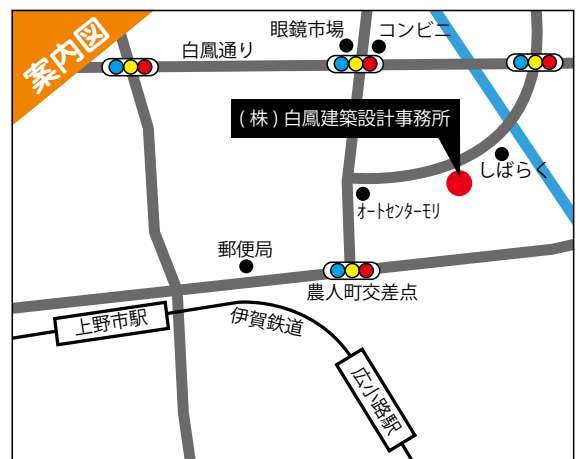 案内図
眼鏡市場
コンビニ
白鳳通り
(株)白鳳建築設計事務所
しばらく
オートセンターモリ
郵便局
農人町交差点
上野市駅
伊賀鉄道
広小路駅